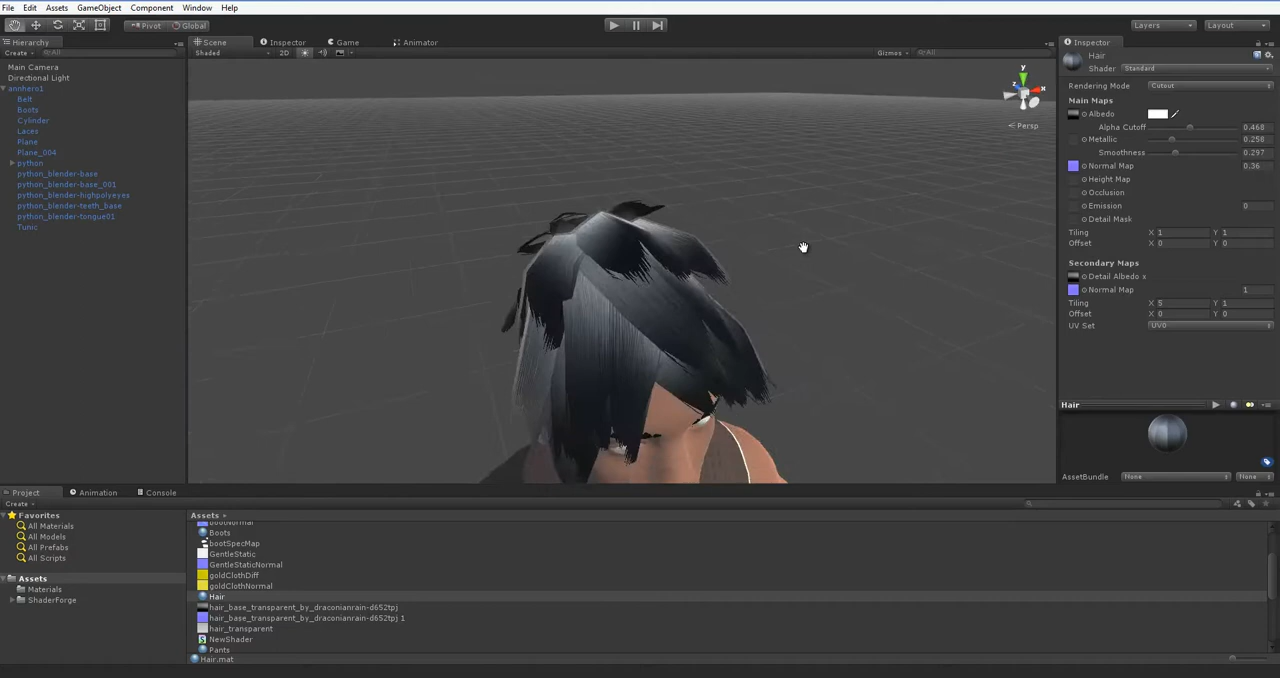 File Edit Assets GameObject Component Window Help
Pivot Global Layers Layout
Hierarchy Scene Inspector Game Animator Inspector
Create All Shaded 2D Gizmos All
Main Camera
Directional Light
annhero1
Belt
Boots
Cylinder
Laces
Plane
Plane_004
python
python_blender-base
python_blender-base_001
python_blender-highpolyeyes
python_blender-teeth_base
python_blender-tongue01
Tunic
y
x
z
Persp
Hair
Shader Standard
Rendering Mode Cutout
Main Maps
Albedo
Alpha Cutoff 0.468
Metallic 0.258
Smoothness 0.297
Normal Map 0.36
Height Map
Occlusion
Emission 0
Detail Mask
Tiling X 1 Y 1
Offset X 0 Y 0
Secondary Maps
Detail Albedo x
Normal Map 1
Tiling X 5 Y 1
Offset X 0 Y 0
UV Set UV0
Hair
AssetBundle None None
Project Animation Console
Create
Favorites
All Materials
All Models
All Prefabs
All Scripts
Assets
Materials
ShaderForge
Assets
bootNormal
Boots
bootSpecMap
GentleStatic
GentleStaticNormal
goldClothDiff
goldClothNormal
Hair
hair_base_transparent_by_draconianrain-d652tpj
hair_base_transparent_by_draconianrain-d652tpj 1
hair_transparent
NewShader
Pants
Hair.mat